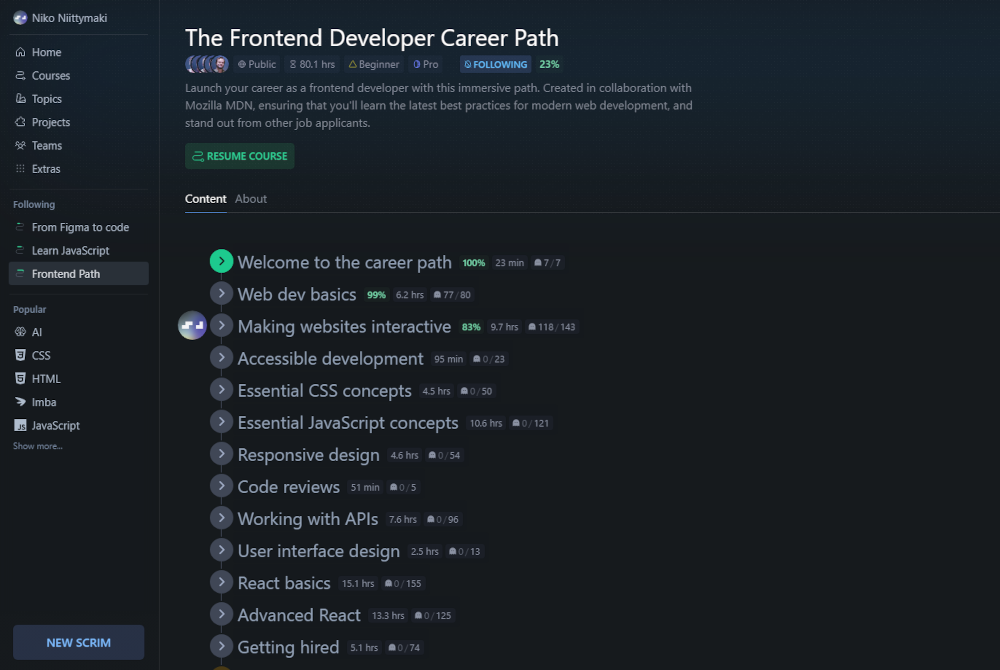 Niko Niittymaki
Home
Courses
Topics
Projects
Teams
Extras
Following
From Figma to code
Learn JavaScript
Frontend Path
Popular
AI
CSS
HTML
Imba
JavaScript
Show more...
NEW SCRIM
The Frontend Developer Career Path
Public 80.1 hrs Beginner Pro FOLLOWING 23%
Launch your career as a frontend developer with this immersive path. Created in collaboration with
Mozilla MDN, ensuring that you'll learn the latest best practices for modern web development, and
stand out from other job applicants.
RESUME COURSE
Content About
Welcome to the career path 100% 23 min 7 / 7
Web dev basics 99% 6.2 hrs 77 / 80
Making websites interactive 83% 9.7 hrs 118 / 143
Accessible development 95 min 0 / 23
Essential CSS concepts 4.5 hrs 0 / 50
Essential JavaScript concepts 10.6 hrs 0 / 121
Responsive design 4.6 hrs 0 / 54
Code reviews 51 min 0 / 5
Working with APIs 7.6 hrs 0 / 96
User interface design 2.5 hrs 0 / 13
React basics 15.1 hrs 0 / 155
Advanced React 13.3 hrs 0 / 125
Getting hired 5.1 hrs 0 / 74